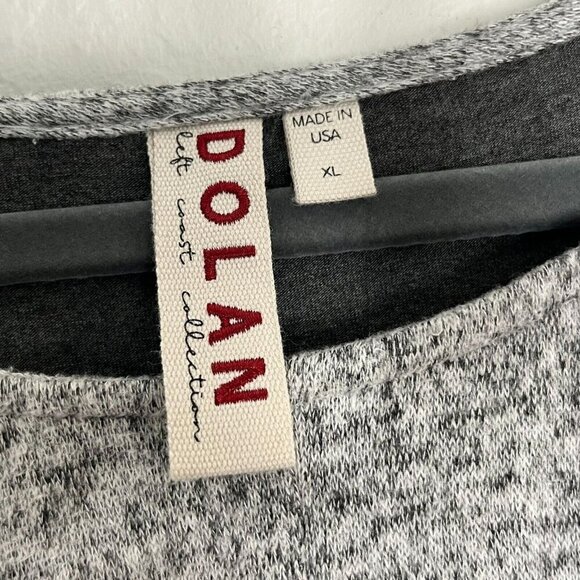 DOLAN
left coast collection
MADE IN
USA
XL